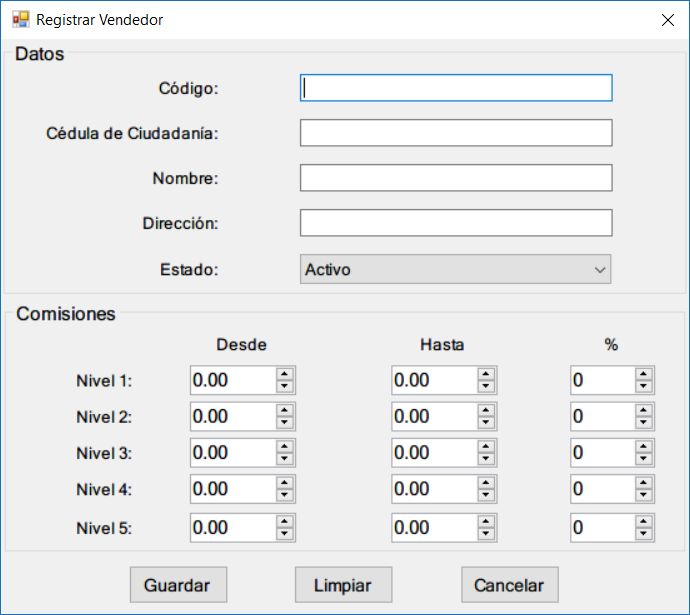 Registrar Vendedor
Datos
Código:
Cédula de Ciudadanía:
Nombre:
Dirección:
Estado: Activo
Comisiones
Desde Hasta %
Nivel 1: 0.00 0.00 0
Nivel 2: 0.00 0.00 0
Nivel 3: 0.00 0.00 0
Nivel 4: 0.00 0.00 0
Nivel 5: 0.00 0.00 0
Guardar Limpiar Cancelar